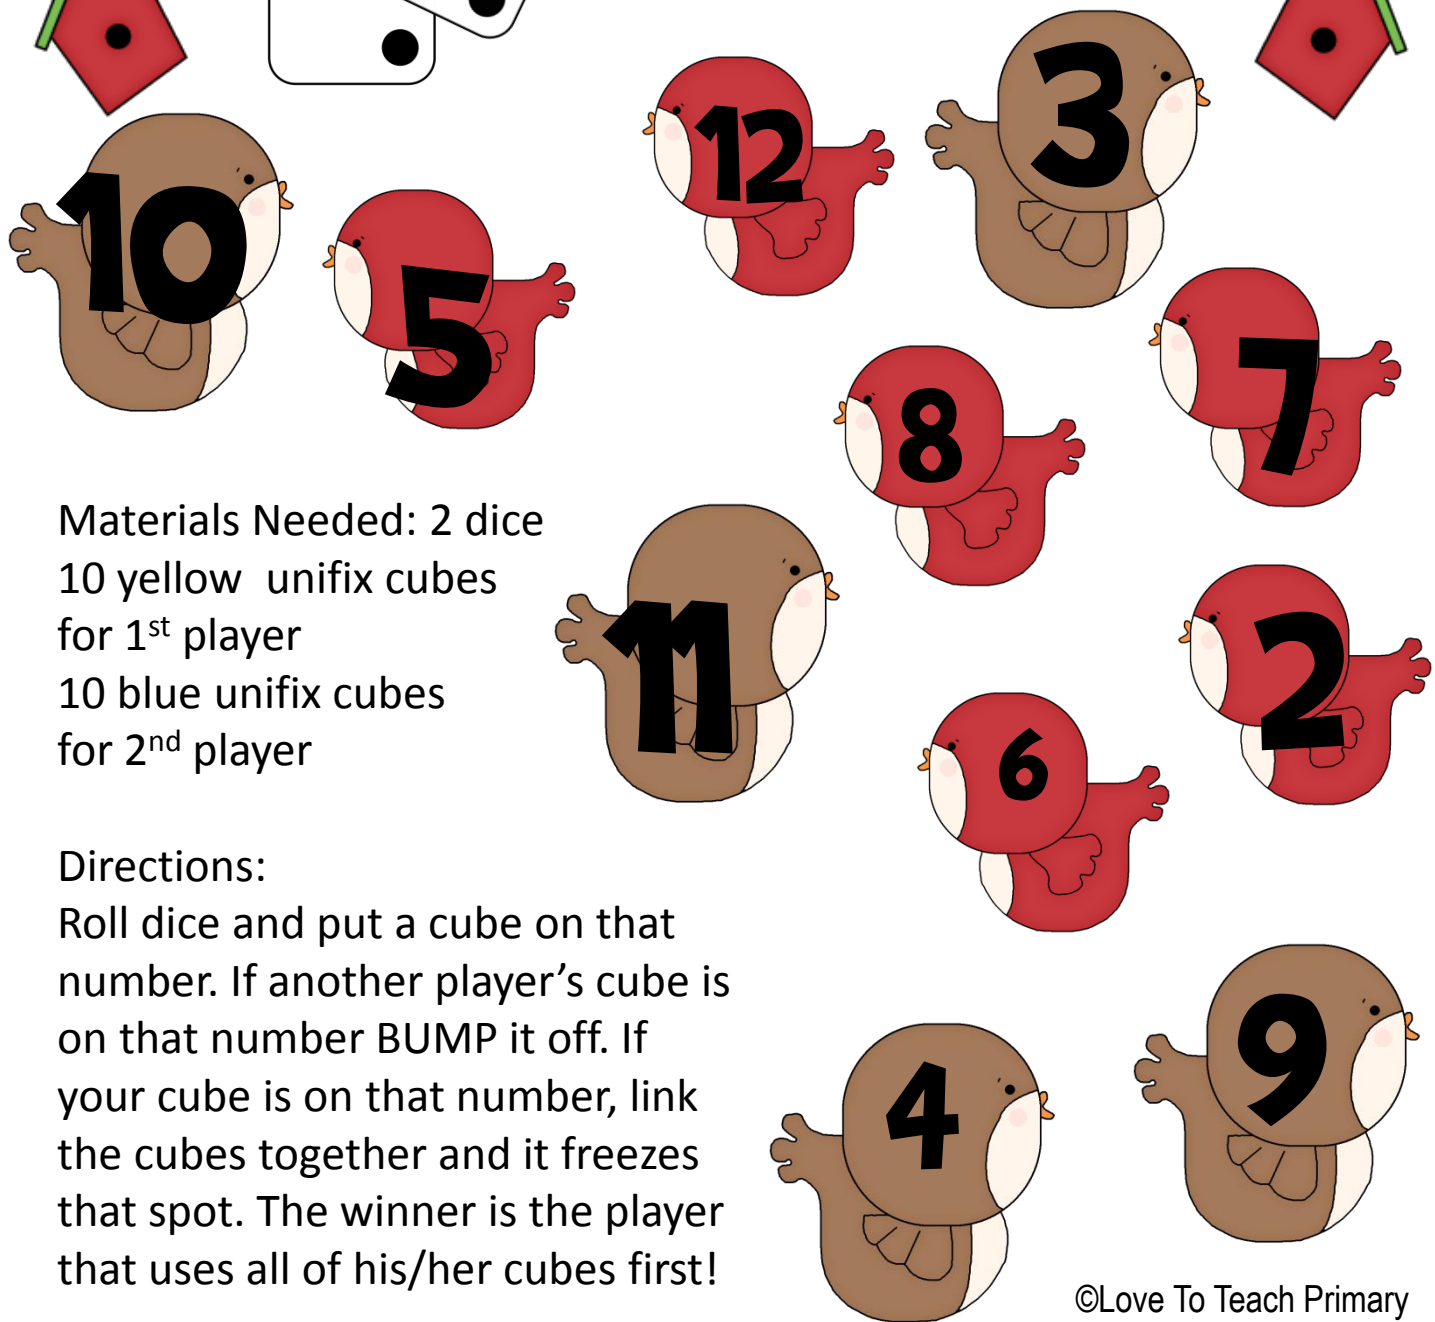 12
3
10
5
7
8
Materials Needed: 2 dice
10 yellow  unifix cubes
for 1st player
10 blue unifix cubes
for 2nd player
11
2
6
Directions:
Roll dice and put a cube on that
number. If another player’s cube is
on that number BUMP it off. If
your cube is on that number, link
the cubes together and it freezes
that spot. The winner is the player
that uses all of his/her cubes first!
9
4
©Love To Teach Primary